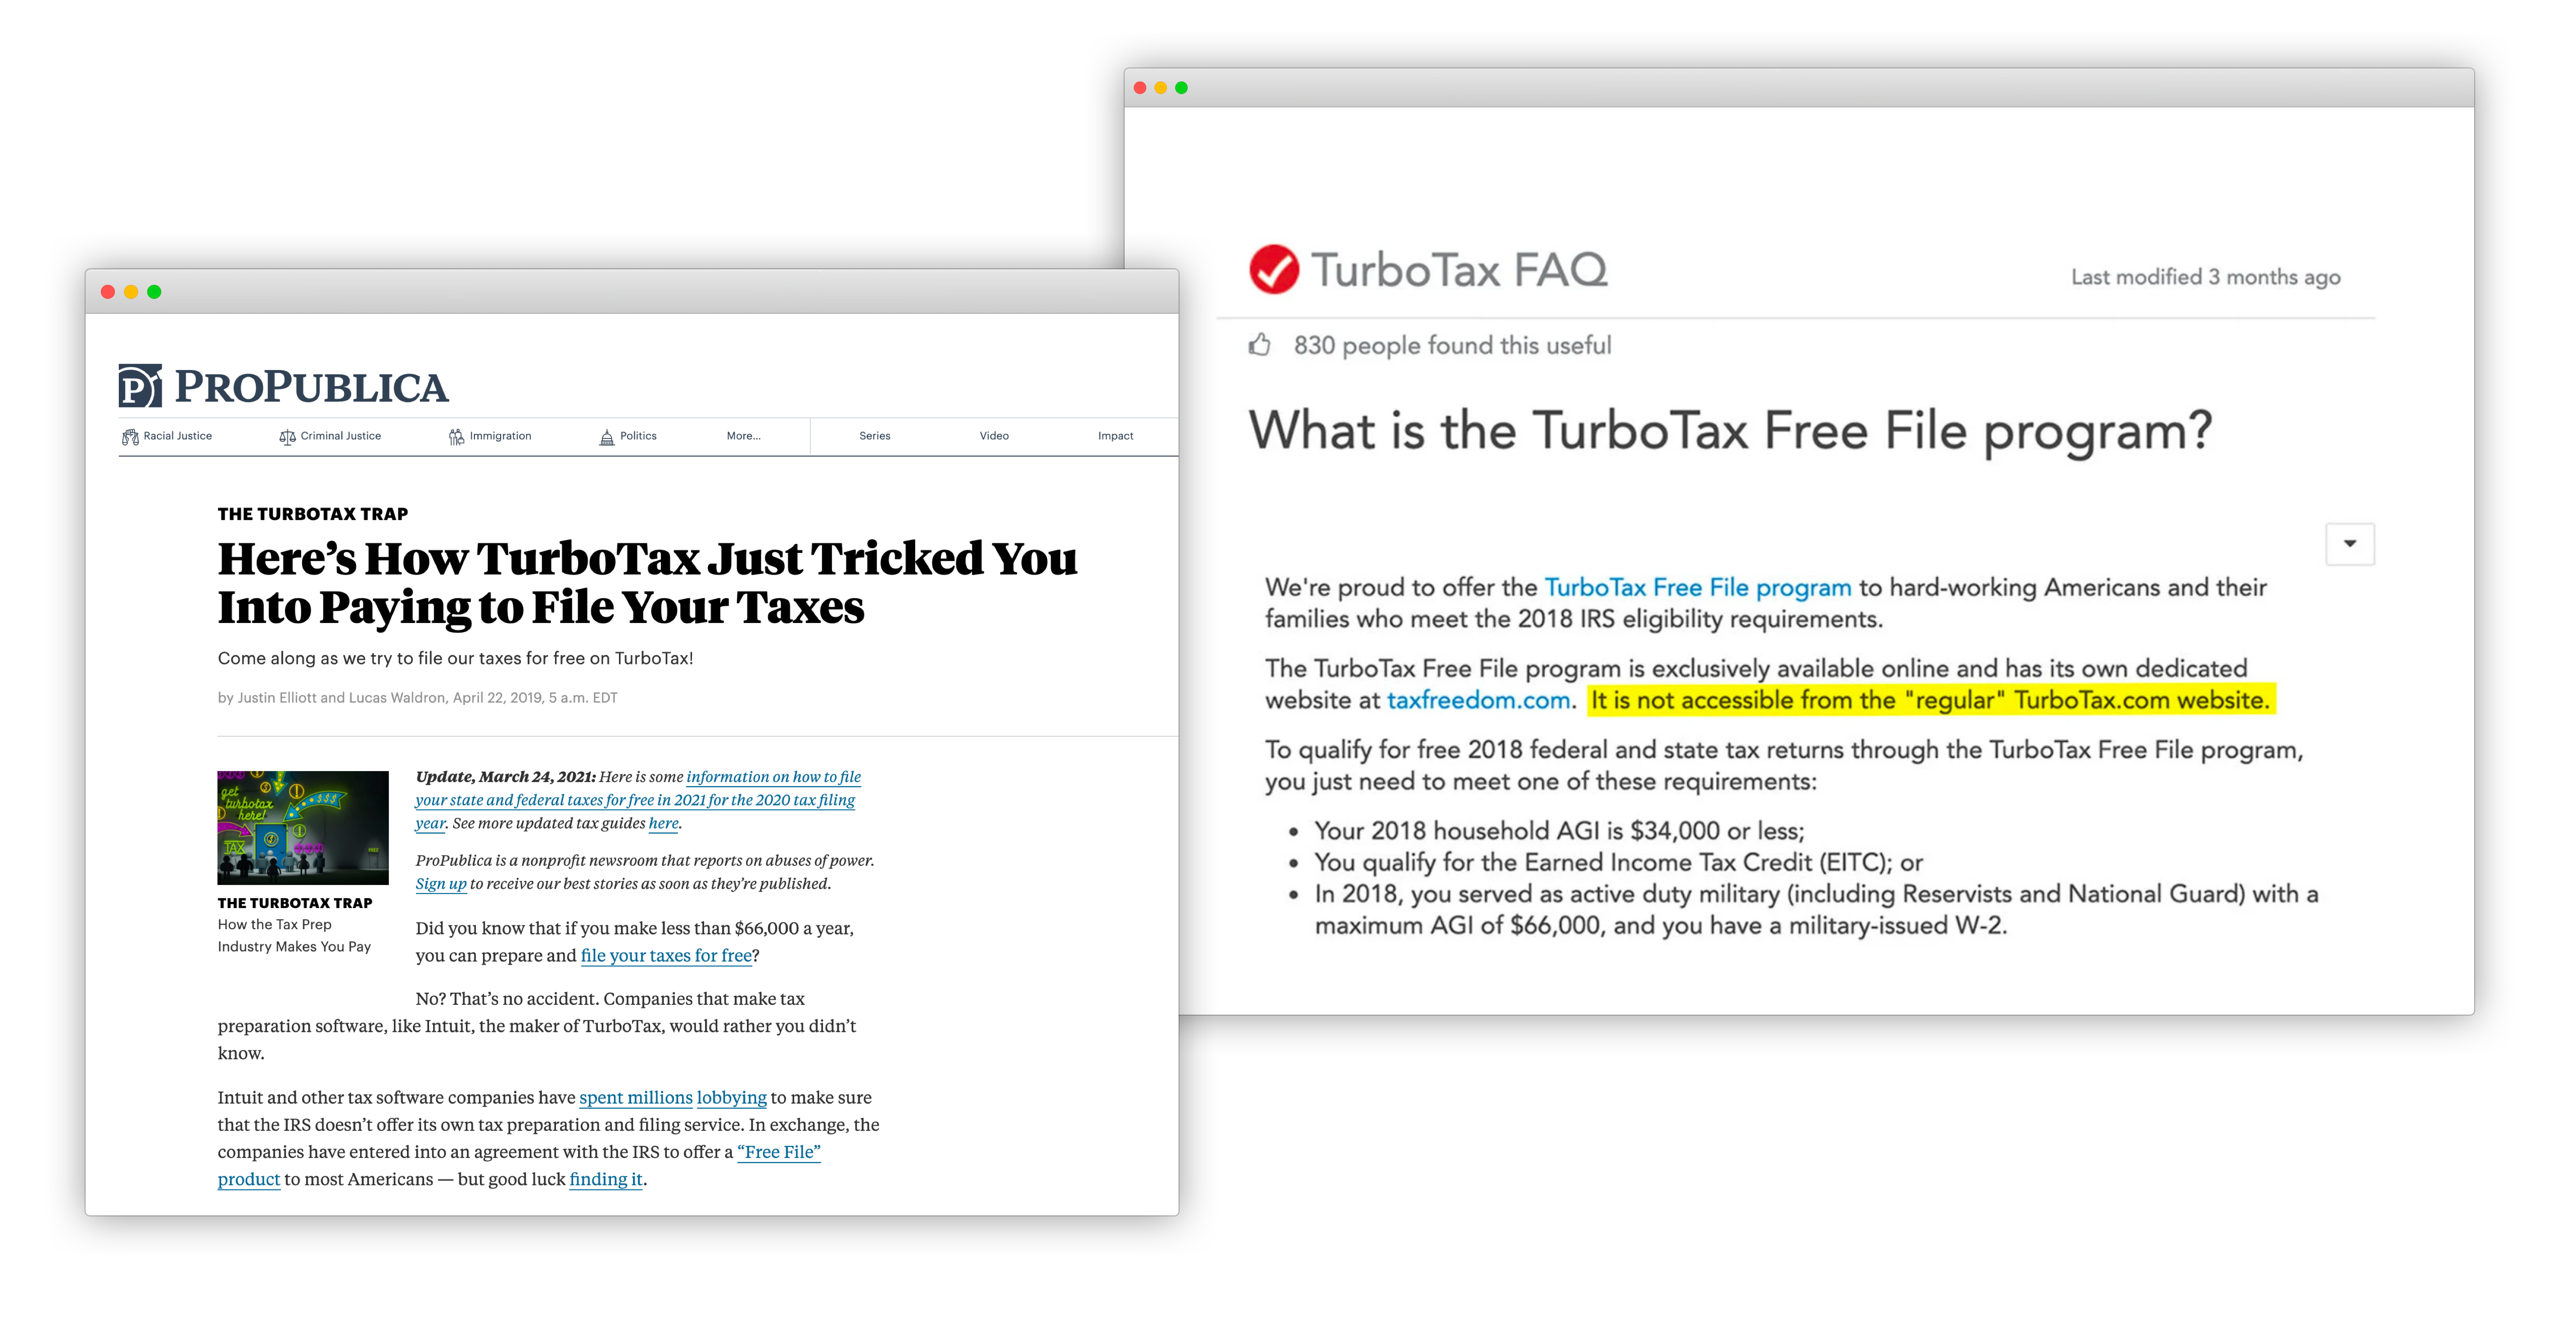 PROPUBLICA
Racial Justice Criminal Justice Immigration Politics More... Series Video Impact
THE TURBOTAX TRAP
Here’s How TurboTax Just Tricked You
Into Paying to File Your Taxes
Come along as we try to file our taxes for free on TurboTax!
by Justin Elliott and Lucas Waldron, April 22, 2019, 5 a.m. EDT
get
turbotax
here!
$$$
TAX
FREE
THE TURBOTAX TRAP
How the Tax Prep
Industry Makes You Pay
Update, March 24, 2021: Here is some information on how to file
your state and federal taxes for free in 2021 for the 2020 tax filing
year. See more updated tax guides here.
ProPublica is a nonprofit newsroom that reports on abuses of power.
Sign up to receive our best stories as soon as they’re published.
Did you know that if you make less than $66,000 a year,
you can prepare and file your taxes for free?
No? That’s no accident. Companies that make tax
preparation software, like Intuit, the maker of TurboTax, would rather you didn’t
know.
Intuit and other tax software companies have spent millions lobbying to make sure
that the IRS doesn’t offer its own tax preparation and filing service. In exchange, the
companies have entered into an agreement with the IRS to offer a “Free File”
product to most Americans — but good luck finding it.
TurboTax FAQ
Last modified 3 months ago
830 people found this useful
What is the TurboTax Free File program?
We're proud to offer the TurboTax Free File program to hard-working Americans and their
families who meet the 2018 IRS eligibility requirements.
The TurboTax Free File program is exclusively available online and has its own dedicated
website at taxfreedom.com. It is not accessible from the "regular" TurboTax.com website.
To qualify for free 2018 federal and state tax returns through the TurboTax Free File program,
you just need to meet one of these requirements:
• Your 2018 household AGI is $34,000 or less;
• You qualify for the Earned Income Tax Credit (EITC); or
• In 2018, you served as active duty military (including Reservists and National Guard) with a
maximum AGI of $66,000, and you have a military-issued W-2.